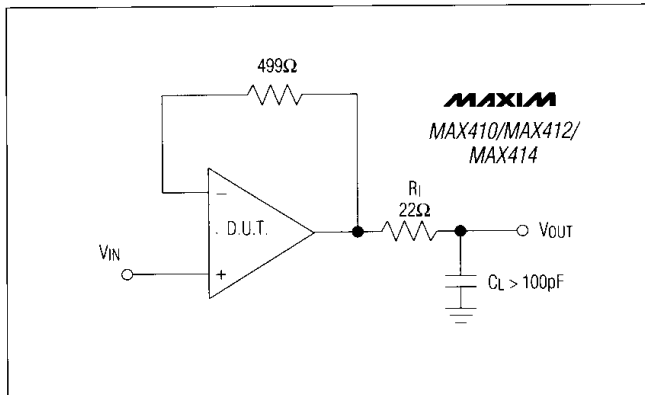 499Ω
MAXIM
MAX410/MAX412/
MAX414
RI
22Ω
−
D.U.T.
VIN
+
VOUT
CL > 100pF